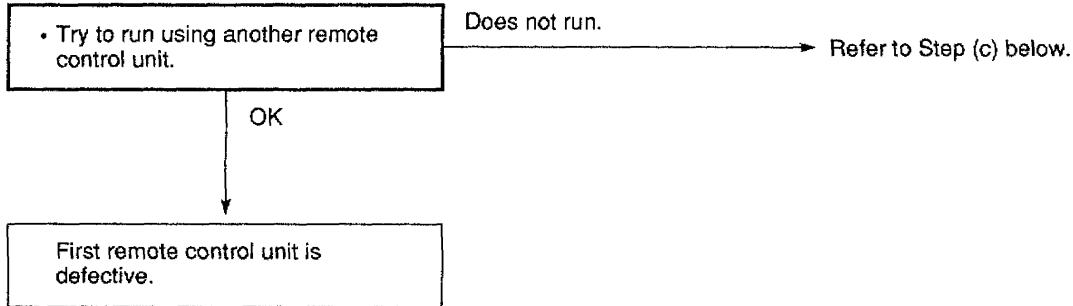 • Try to run using another remote
control unit.
Does not run.
Refer to Step (c) below.
OK
First remote control unit is
defective.